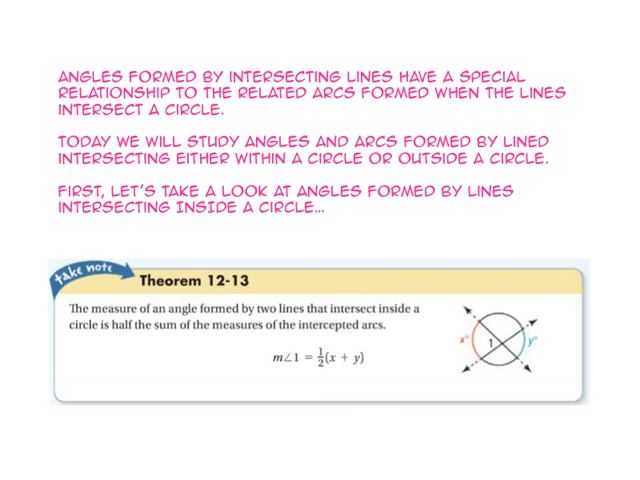 ANGLES FORMED BY INTERSECTING LINES HAVE A SPECIAL
RELATIONSHIP TO THE RELATED ARCS FORMED WHEN THE LINES
INTERSECT A CIRCLE.
TODAY WE WILL STUDY ANGLES AND ARCS FORMED BY LINED
INTERSECTING EITHER WITHIN A CIRCLE OR OUTSIDE A CIRCLE.
FIRST, LET'S TAKE A LOOK AT ANGLES FORMED BY LINES
INTERSECTING INSIDE A CIRCLE...
take note
Theorem 12-13
The measure of an angle formed by two lines that intersect inside a
circle is half the sum of the measures of the intercepted arcs.
m∠1 = 1/2(x + y)
x° 1 y°